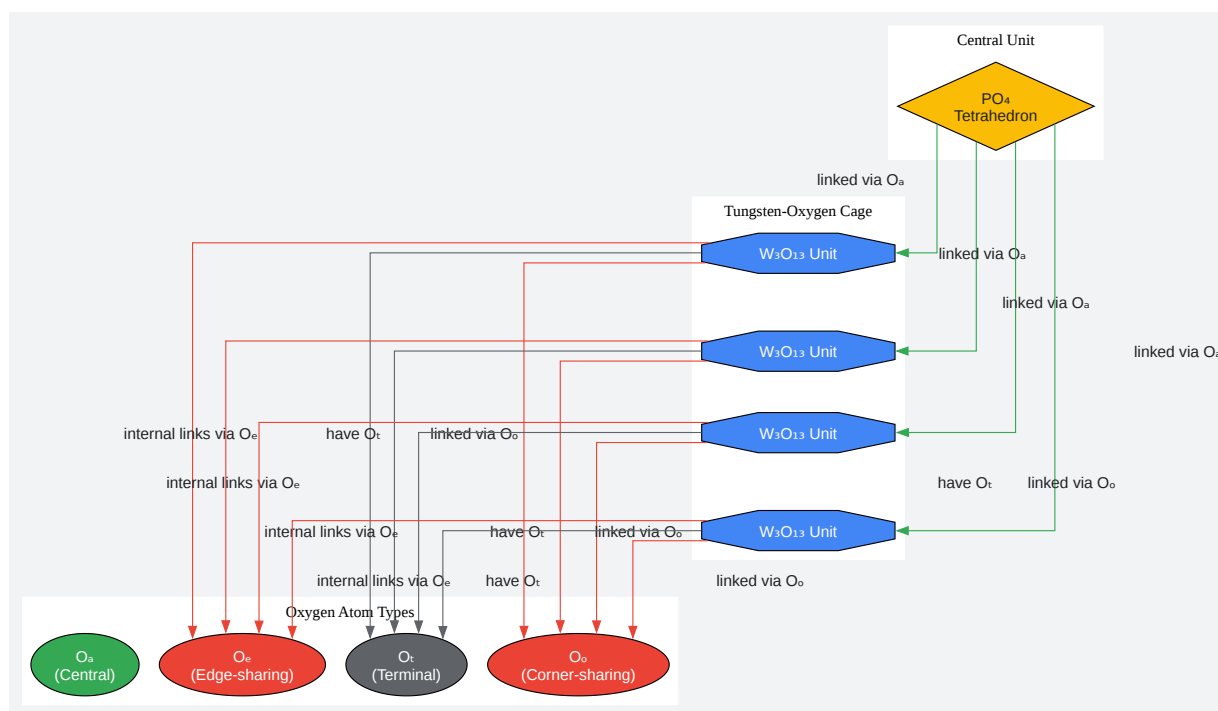 Central Unit
PO₄
Tetrahedron
linked via Oₐ
Tungsten-Oxygen Cage
W₃O₁₃ Unit
linked via Oₐ
linked via Oₐ
W₃O₁₃ Unit
linked via Oₐ
internal links via Oₑ
have Oₜ
linked via Oₒ
W₃O₁₃ Unit
internal links via Oₑ
have Oₜ
linked via Oₒ
internal links via Oₑ
have Oₜ
linked via Oₒ
W₃O₁₃ Unit
internal links via Oₑ
have Oₜ
linked via Oₒ
Oxygen Atom Types
Oₐ
(Central)
Oₑ
(Edge-sharing)
Oₜ
(Terminal)
Oₒ
(Corner-sharing)